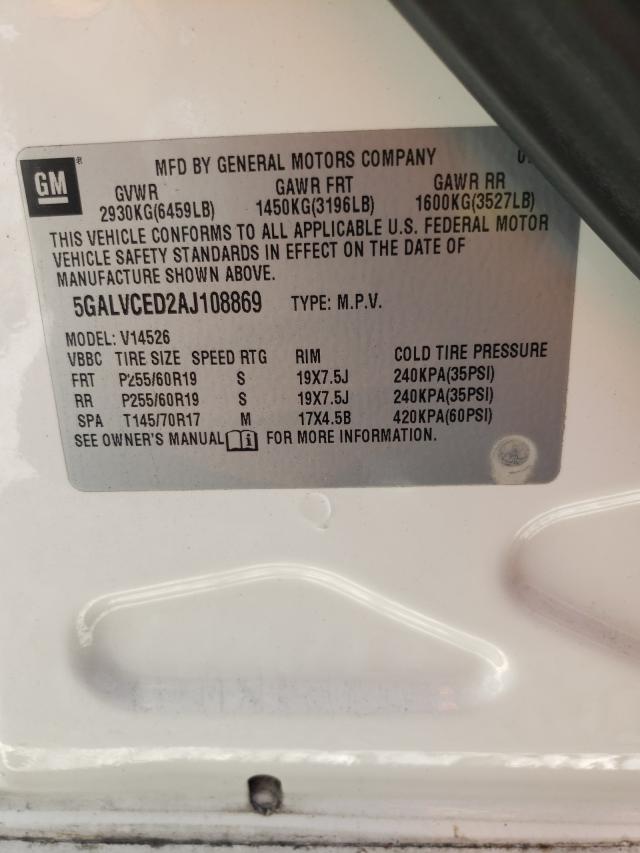 GM ®
MFD BY GENERAL MOTORS COMPANY
GVWR GAWR FRT GAWR RR
2930KG(6459LB) 1450KG(3196LB) 1600KG(3527LB)
THIS VEHICLE CONFORMS TO ALL APPLICABLE U.S. FEDERAL MOTOR
VEHICLE SAFETY STANDARDS IN EFFECT ON THE DATE OF
MANUFACTURE SHOWN ABOVE.
5GALVCED2AJ108869 TYPE: M.P.V.
MODEL: V14526
VBBC TIRE SIZE SPEED RTG RIM COLD TIRE PRESSURE
FRT P255/60R19 S 19X7.5J 240KPA(35PSI)
RR P255/60R19 S 19X7.5J 240KPA(35PSI)
SPA T145/70R17 M 17X4.5B 420KPA(60PSI)
SEE OWNER'S MANUAL FOR MORE INFORMATION.